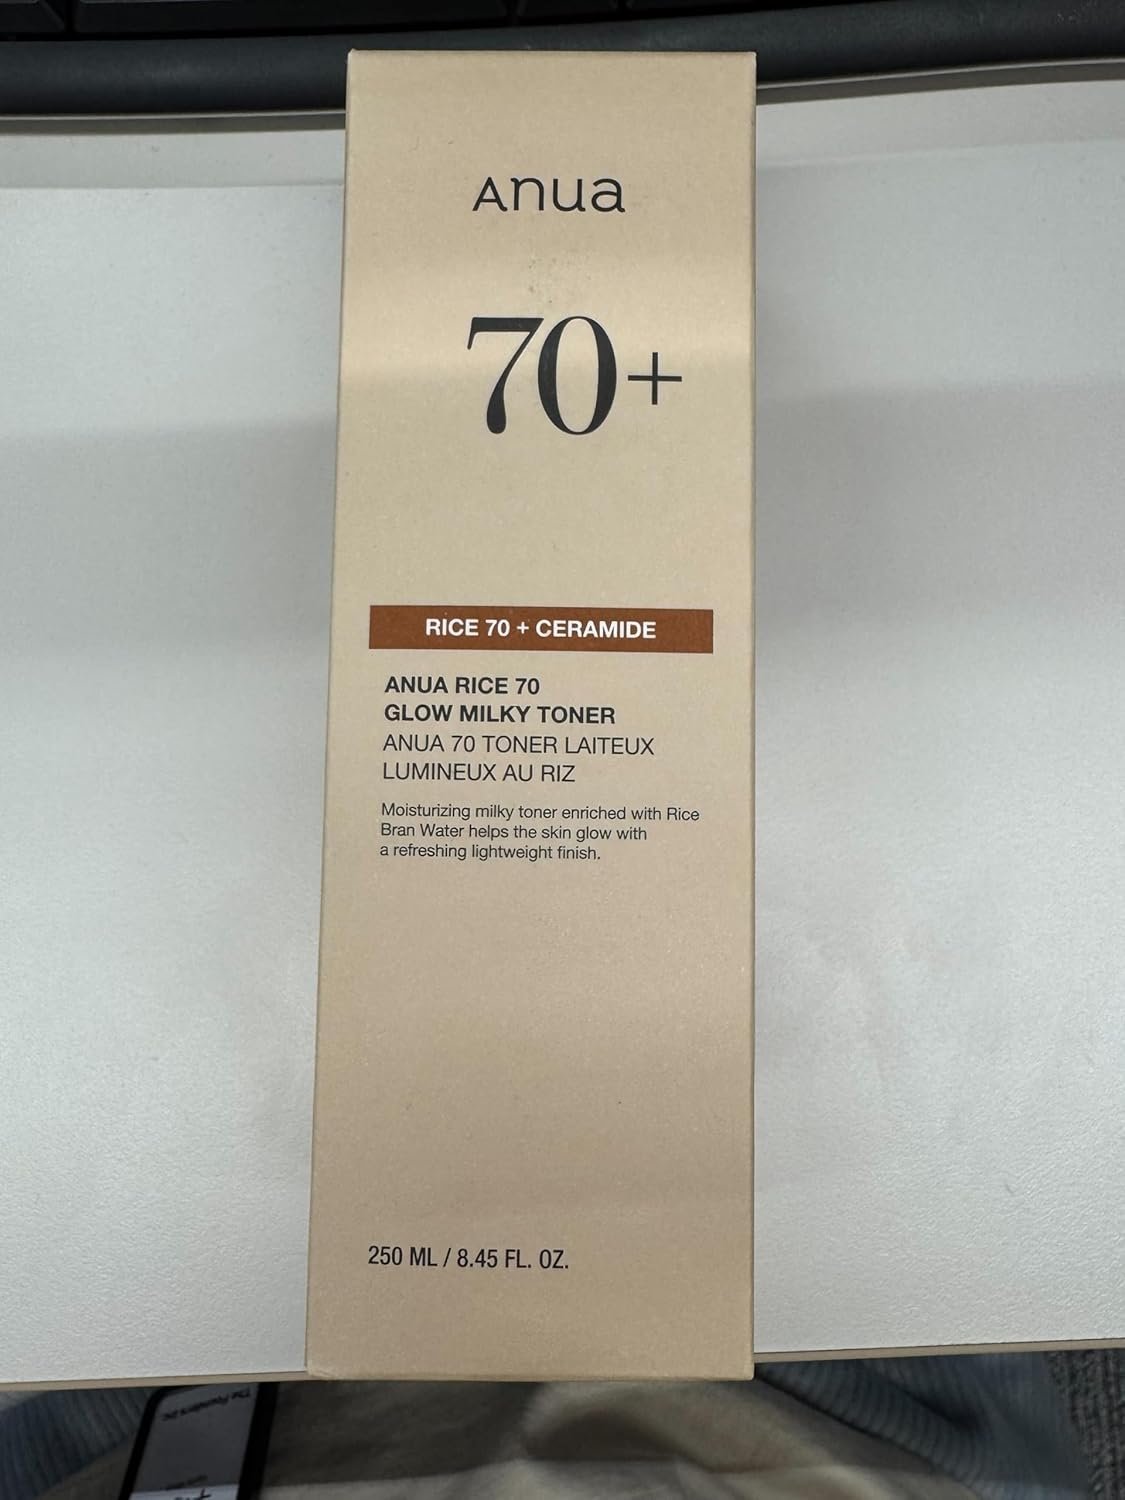 Anua
70+
RICE 70 + CERAMIDE
ANUA RICE 70
GLOW MILKY TONER
ANUA 70 TONER LAITEUX
LUMINEUX AU RIZ
Moisturizing milky toner enriched with Rice
Bran Water helps the skin glow with
a refreshing lightweight finish.
250 ML / 8.45 FL. OZ.